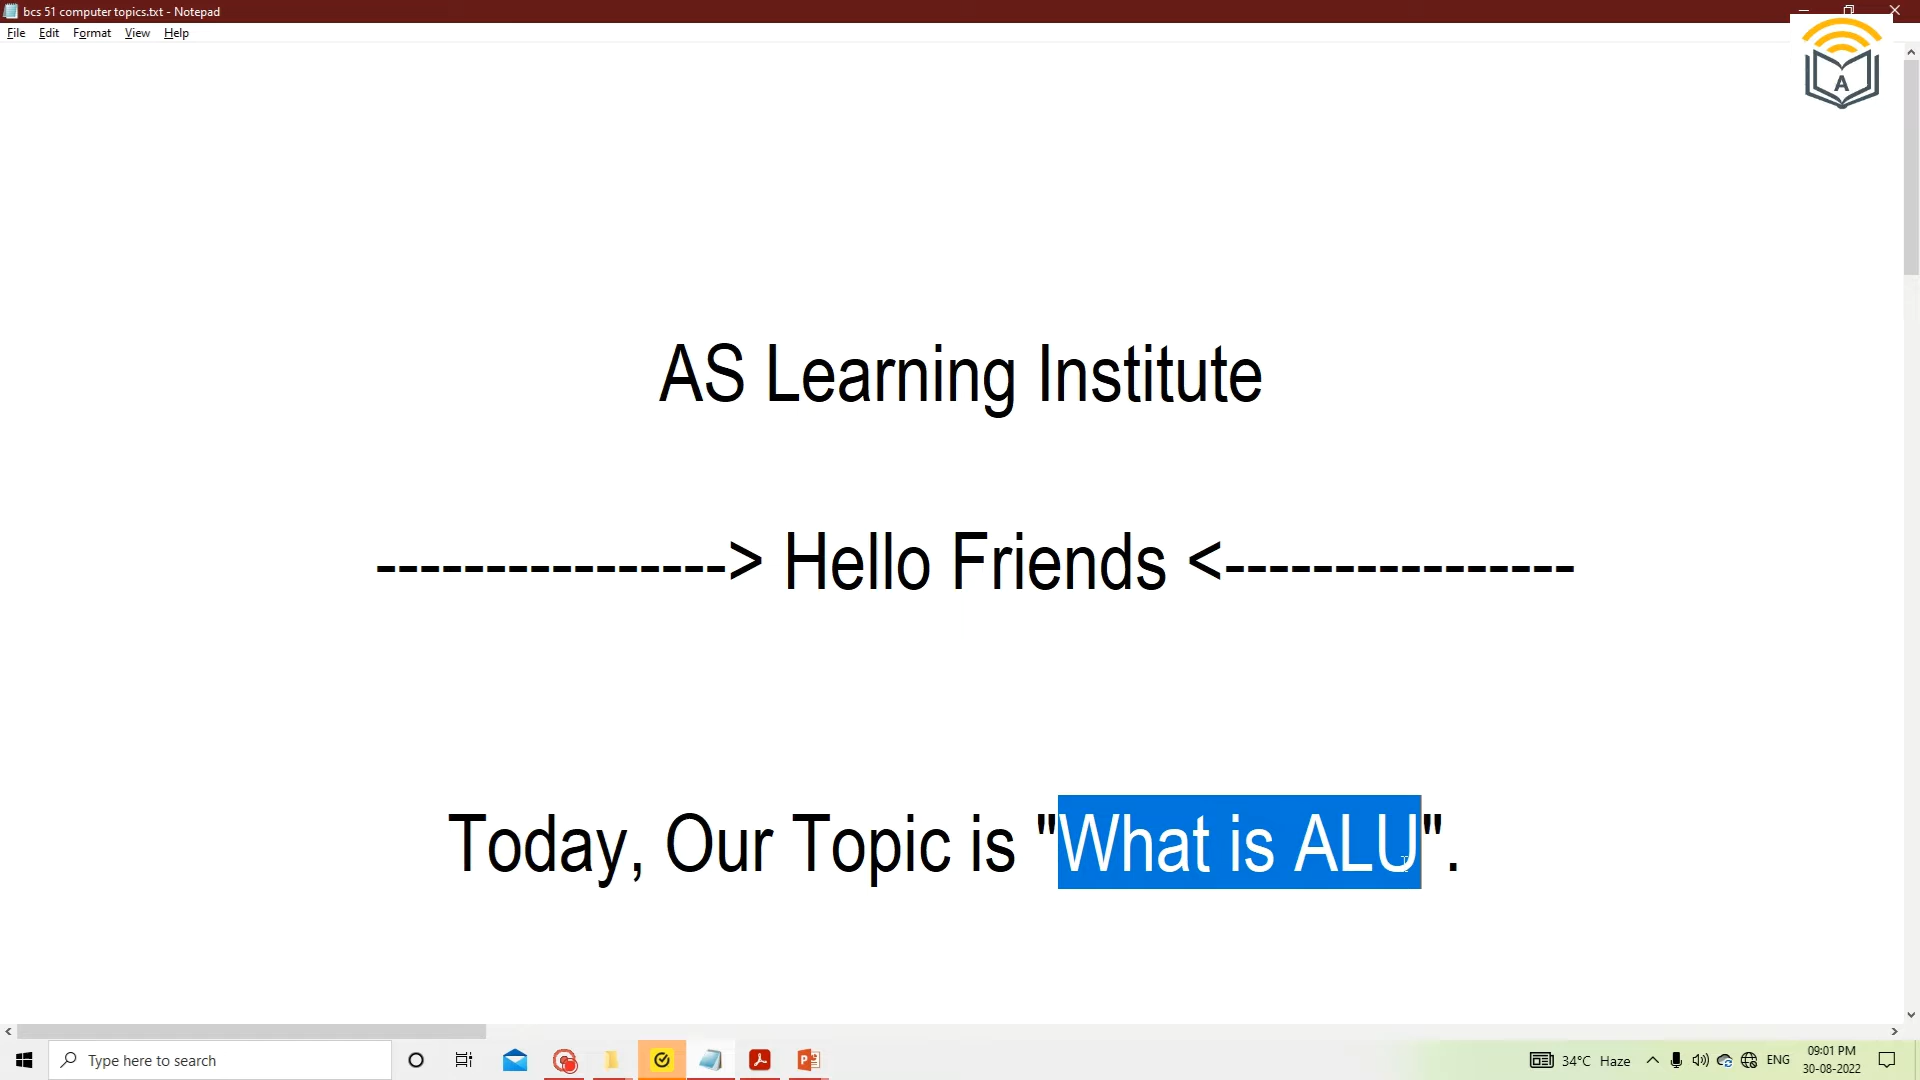 bcs 51 computer topics.txt - Notepad
File Edit Format View Help
A
AS Learning Institute
----------------> Hello Friends <----------------
Today, Our Topic is "What is ALU".
Type here to search
34°C Haze
ENG
09:01 PM
30-08-2022